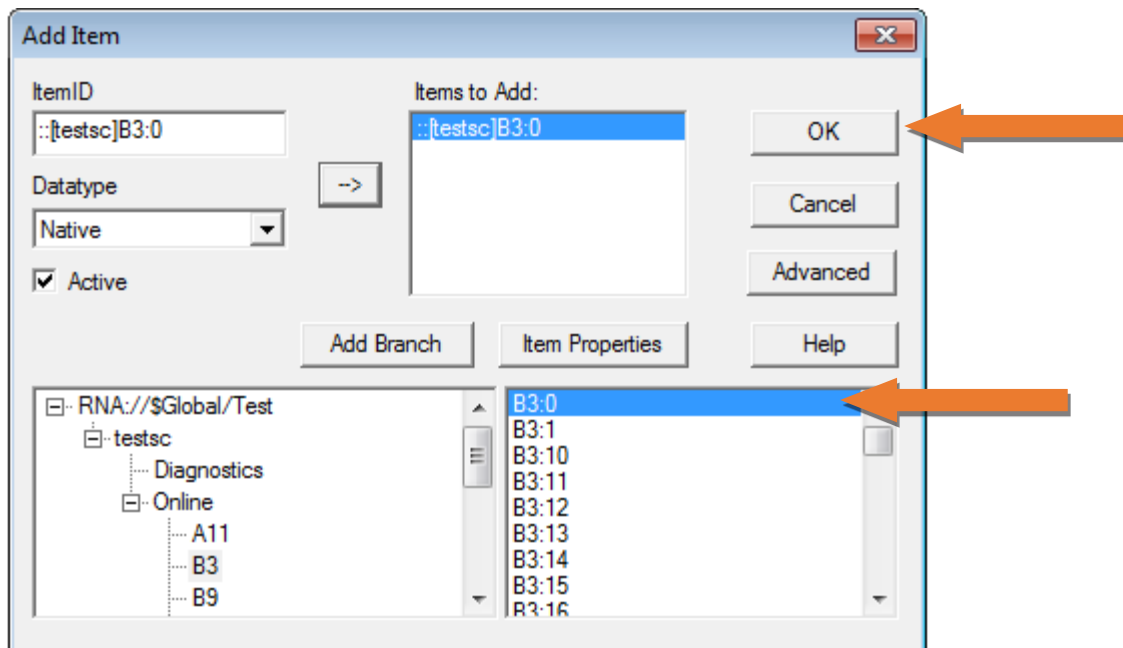 Add Item
ItemID
::[testsc]B3:0
Datatype
Native
Active
-->
Items to Add:
::[testsc]B3:0
OK
Cancel
Advanced
Add Branch
Item Properties
Help
RNA://$Global/Test
testsc
Diagnostics
Online
A11
B3
B9
B3:0
B3:1
B3:10
B3:11
B3:12
B3:13
B3:14
B3:15
B3:16